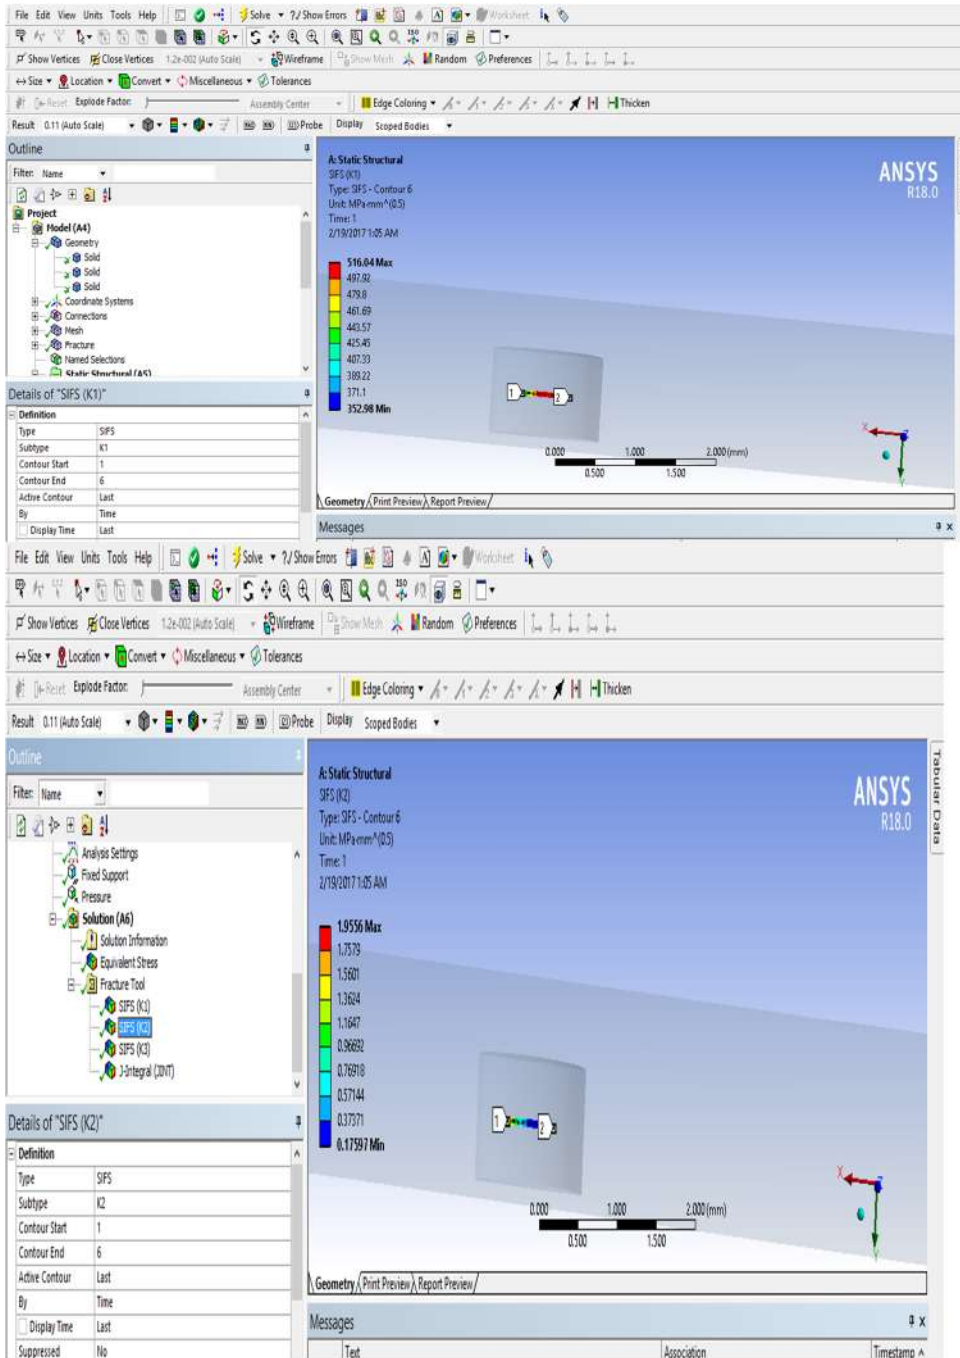 File Edit View Units Tools Help Solve ?/ Show Errors Worksheet
Show Vertices Close Vertices 1.2e-002 (Auto Scale) Wireframe Show Mesh Random Preferences
Size Location Convert Miscellaneous Tolerances
Reset Explode Factor: Assembly Center Edge Coloring Thicken
Result 0.11 (Auto Scale) Probe Display Scoped Bodies
Outline
Filter: Name
Project
Model (A4)
Geometry
Solid
Solid
Solid
Coordinate Systems
Connections
Mesh
Fracture
Named Selections
Static Structural (A5)
Details of "SIFS (K1)"
Definition
Type SIFS
Subtype K1
Contour Start 1
Contour End 6
Active Contour Last
By Time
Display Time Last
A: Static Structural
SIFS (K1)
Type: SIFS - Contour 6
Unit: MPa·mm^(0.5)
Time: 1
2/19/2017 1:05 AM
516.04 Max
497.92
479.8
461.69
443.57
425.45
407.33
389.22
371.1
352.98 Min
ANSYS
R18.0
1 2
0.000 1.000 2.000 (mm)
0.500 1.500
X
Y
Geometry Print Preview Report Preview
Messages
File Edit View Units Tools Help Solve ?/ Show Errors Worksheet
Show Vertices Close Vertices 1.2e-002 (Auto Scale) Wireframe Show Mesh Random Preferences
Size Location Convert Miscellaneous Tolerances
Reset Explode Factor: Assembly Center Edge Coloring Thicken
Result 0.11 (Auto Scale) Probe Display Scoped Bodies
Outline
Filter: Name
Analysis Settings
Fixed Support
Pressure
Solution (A6)
Solution Information
Equivalent Stress
Fracture Tool
SIFS (K1)
SIFS (K2)
SIFS (K3)
J-Integral (JINT)
Details of "SIFS (K2)"
Definition
Type SIFS
Subtype K2
Contour Start 1
Contour End 6
Active Contour Last
By Time
Display Time Last
Suppressed No
A: Static Structural
SIFS (K2)
Type: SIFS - Contour 6
Unit: MPa·mm^(0.5)
Time: 1
2/19/2017 1:05 AM
1.9556 Max
1.7579
1.5601
1.3624
1.1647
0.96692
0.76918
0.57144
0.37371
0.17597 Min
ANSYS
R18.0
Tabular Data
1 2
0.000 1.000 2.000 (mm)
0.500 1.500
X
Y
Geometry Print Preview Report Preview
Messages
Text Association Timestamp